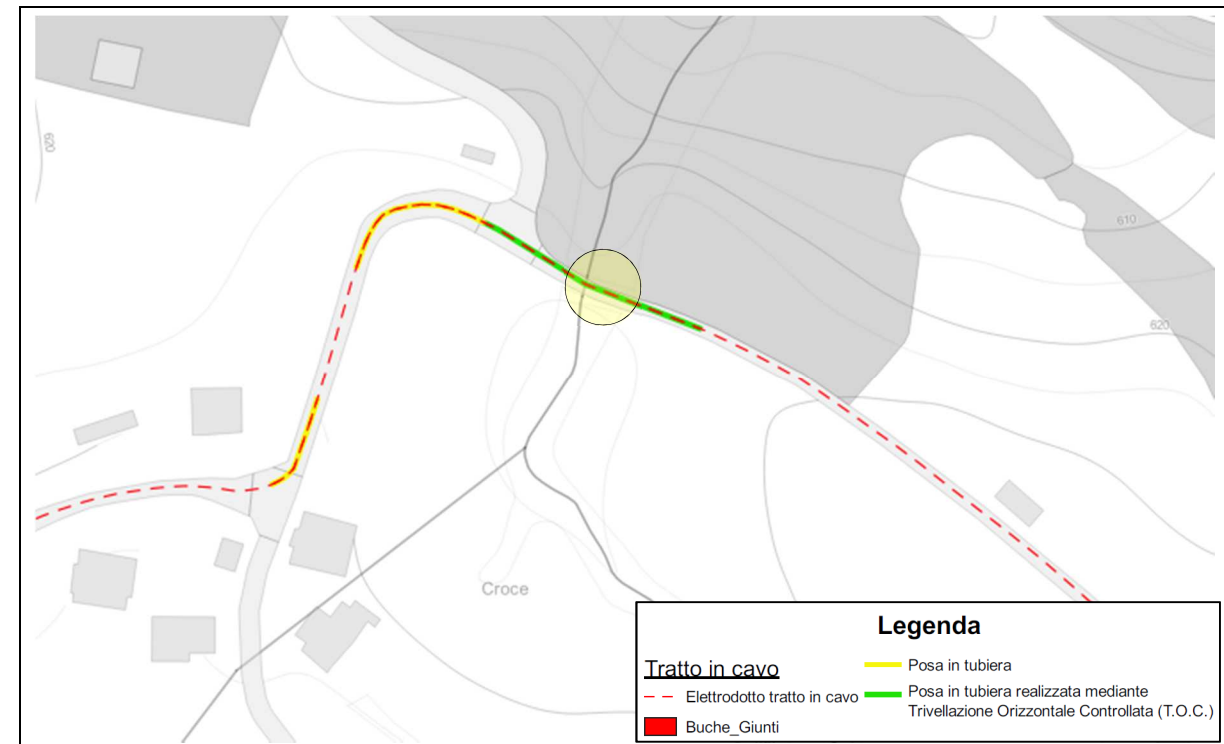 620
610
620
Croce
Legenda
Tratto in cavo
Elettrodotto tratto in cavo
Buche_Giunti
Posa in tubiera
Posa in tubiera realizzata mediante
Trivellazione Orizzontale Controllata (T.O.C.)